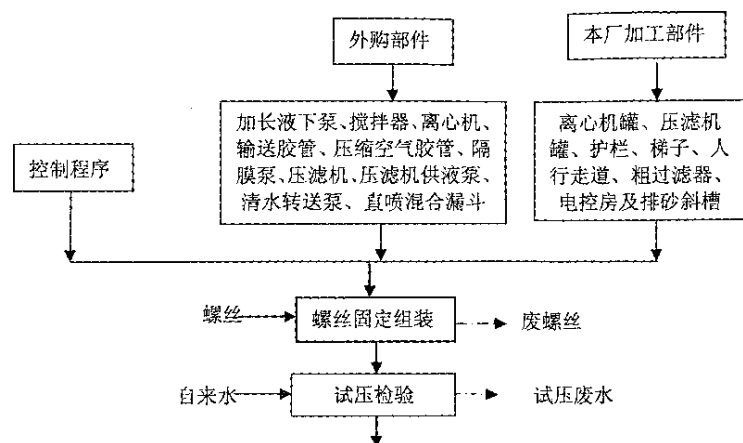 外购部件
本厂加工部件
控制程序
加长液下泵、搅拌器、离心机、
输送胶管、压缩空气胶管、隔
膜泵、压滤机、压滤机供液泵、
清水转送泵、直喷混合漏斗
离心机罐、压滤机
罐、护栏、梯子、人
行走道、粗过滤器、
电控房及排砂斜槽
螺丝
螺丝固定组装
废螺丝
自来水
试压检验
试压废水